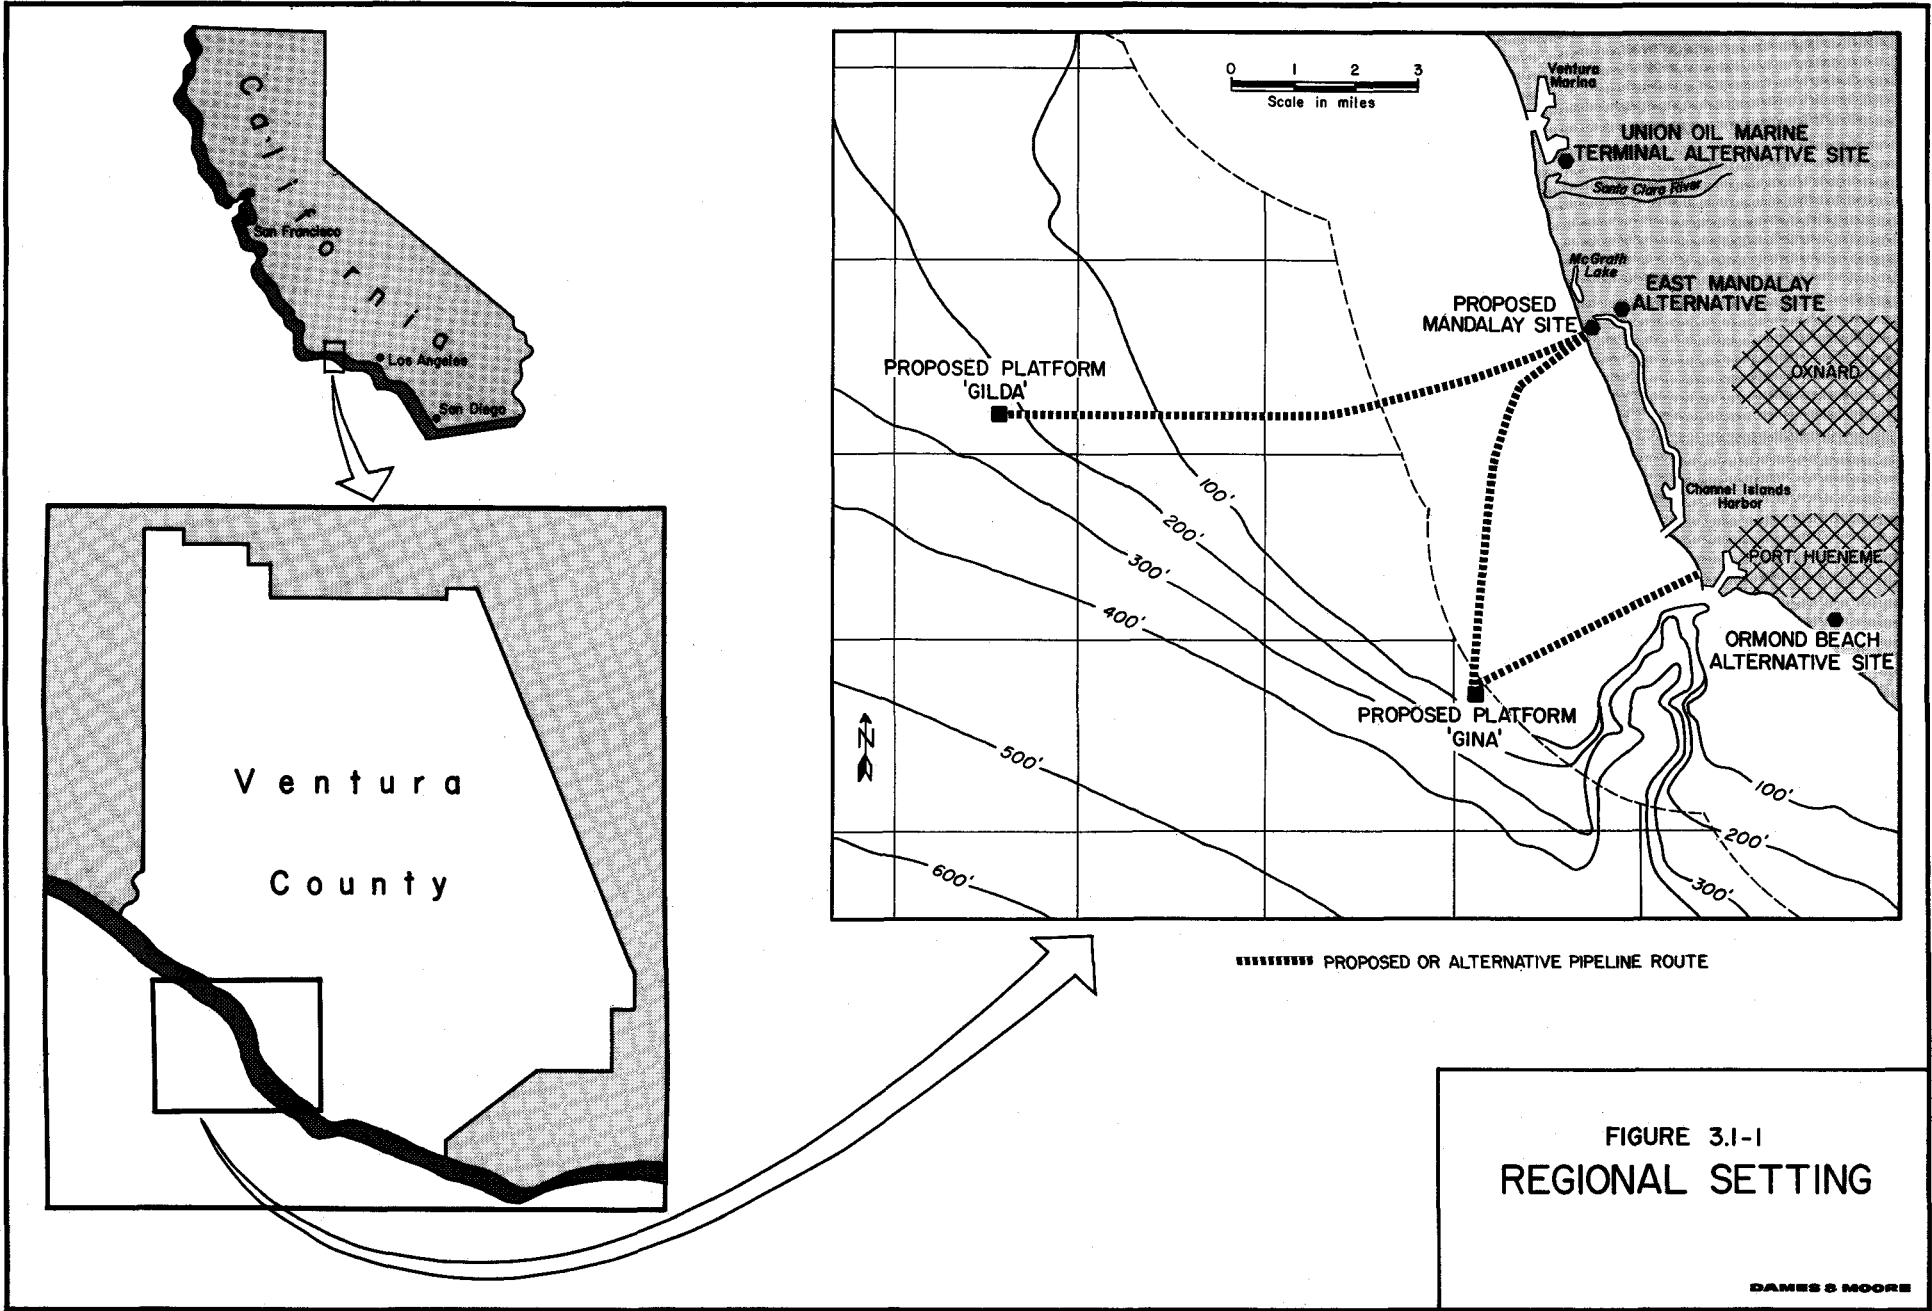 California
San Francisco
Los Angeles
San Diego
Ventura
County
0 1 2 3
Scale in miles
Ventura
Marina
UNION OIL MARINE
TERMINAL ALTERNATIVE SITE
Santa Clara River
McGrath
Lake
EAST MANDALAY
ALTERNATIVE SITE
PROPOSED
MANDALAY SITE
OXNARD
PROPOSED PLATFORM
'GILDA'
Channel Islands
Harbor
PORT HUENEME
ORMOND BEACH
ALTERNATIVE SITE
PROPOSED PLATFORM
'GINA'
100'
200'
300'
400'
500'
600'
100'
200'
300'
N
PROPOSED OR ALTERNATIVE PIPELINE ROUTE
FIGURE 3.1-1
REGIONAL SETTING
DAMES & MOORE